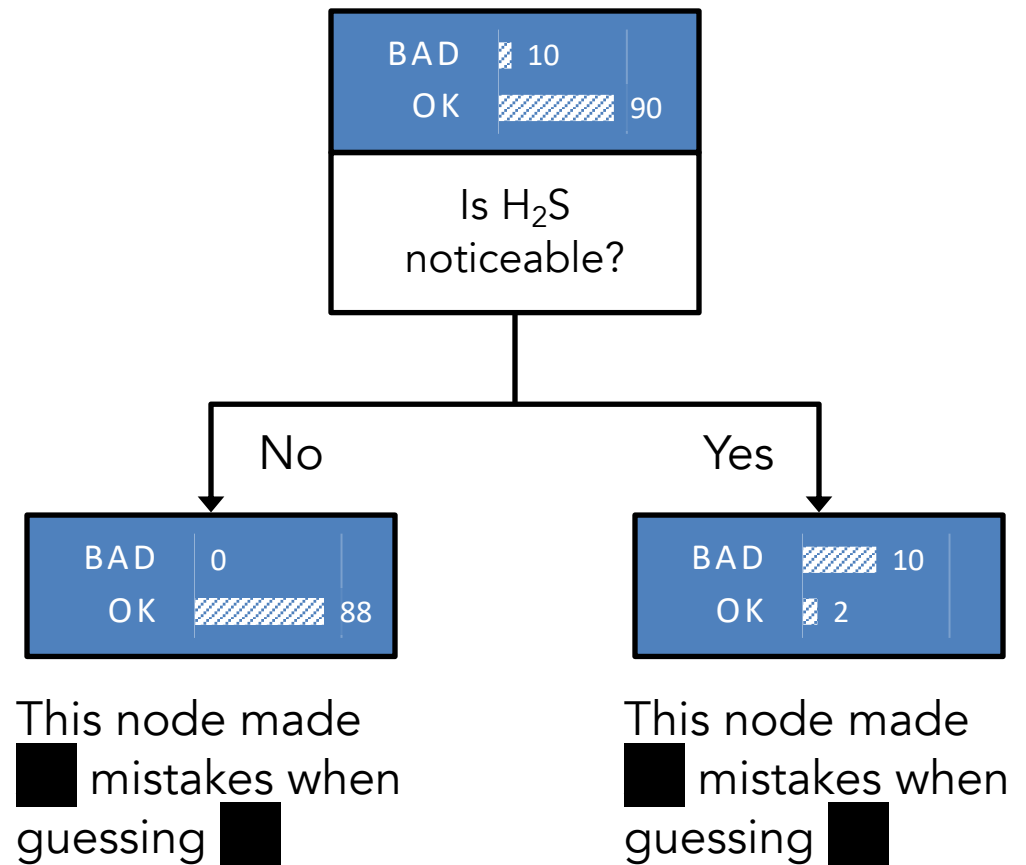 BAD 10
OK 90
Is H₂S
noticeable?
No
Yes
BAD 0
OK 88
BAD 10
OK 2
This node made
mistakes when
guessing
This node made
mistakes when
guessing